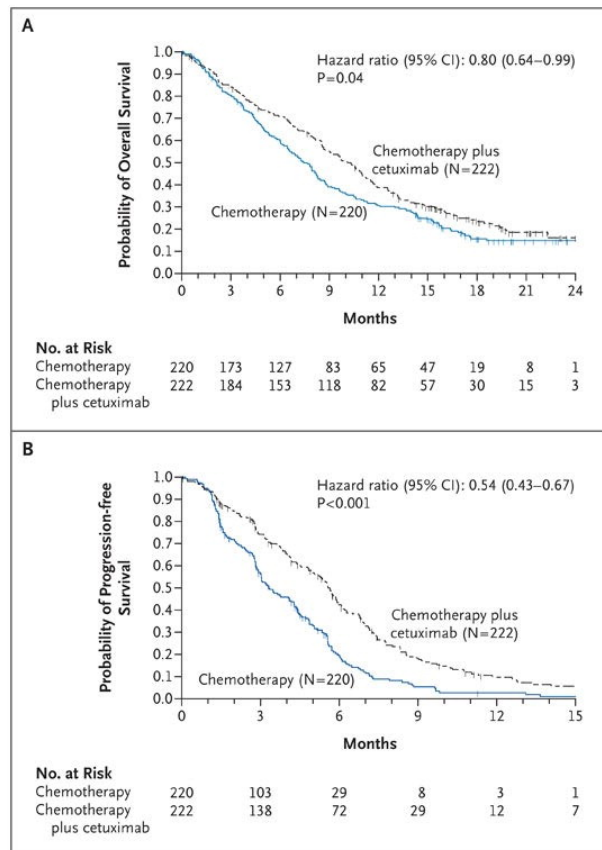 A
Hazard ratio (95% CI): 0.80 (0.64–0.99)
P=0.04
Probability of Overall Survival
1.0
0.9
0.8
0.7
0.6
0.5
0.4
0.3
0.2
0.1
0.0
Chemotherapy plus
cetuximab (N=222)
Chemotherapy (N=220)
0 3 6 9 12 15 18 21 24
Months
No. at Risk
Chemotherapy 220 173 127 83 65 47 19 8 1
Chemotherapy 222 184 153 118 82 57 30 15 3
plus cetuximab
B
Hazard ratio (95% CI): 0.54 (0.43–0.67)
P<0.001
Probability of Progression-free
Survival
1.0
0.9
0.8
0.7
0.6
0.5
0.4
0.3
0.2
0.1
0.0
Chemotherapy plus
cetuximab (N=222)
Chemotherapy (N=220)
0 3 6 9 12 15
Months
No. at Risk
Chemotherapy 220 103 29 8 3 1
Chemotherapy 222 138 72 29 12 7
plus cetuximab